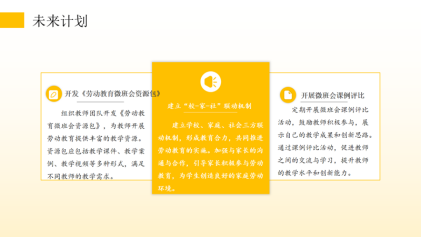 未来计划
开发《劳动教育微班会资源包》
组织教师团队开发《劳动教
育微班会资源包》，为教师开展
劳动教育提供丰富的教学资源。
资源包应包括教学课件、教学案
例、教学视频等多种形式，满足
不同教师的教学需求。
建立“校-家-社”联动机制
建立学校、家庭、社会三方联
动机制，形成教育合力，共同推进
劳动教育的实施。加强与家长的沟
通与合作，引导家长积极参与劳动
教育，为学生创造良好的家庭劳动
环境。
开展微班会课例评比
定期开展微班会课例评比
活动，鼓励教师积极参与，展
示自己的教学成果和创新思路。
通过课例评比活动，促进教师
之间的交流与学习，提升教师
的教学水平和创新能力。